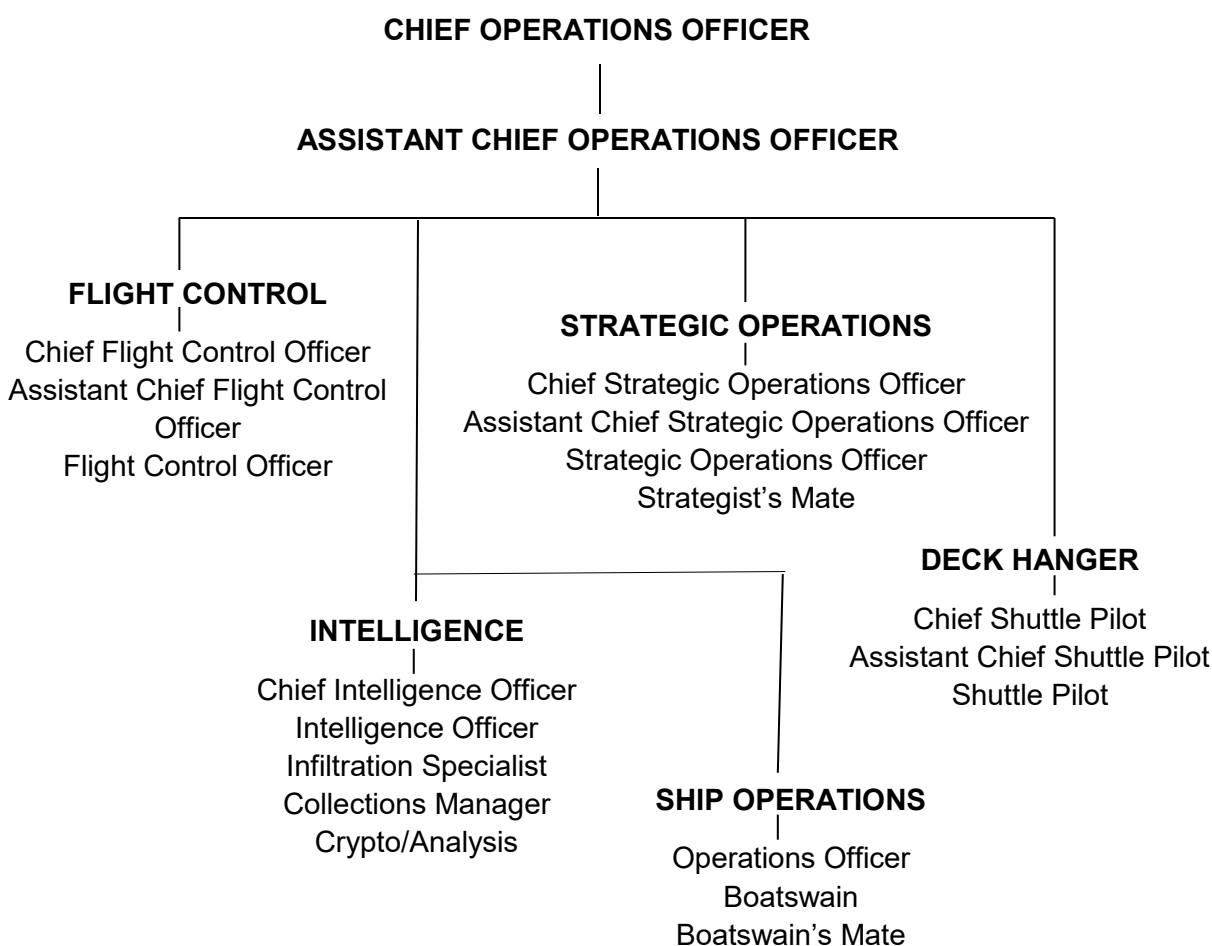 CHIEF OPERATIONS OFFICER
ASSISTANT CHIEF OPERATIONS OFFICER
FLIGHT CONTROL
Chief Flight Control Officer
Assistant Chief Flight Control
Officer
Flight Control Officer
STRATEGIC OPERATIONS
Chief Strategic Operations Officer
Assistant Chief Strategic Operations Officer
Strategic Operations Officer
Strategist’s Mate
DECK HANGER
Chief Shuttle Pilot
Assistant Chief Shuttle Pilot
Shuttle Pilot
INTELLIGENCE
Chief Intelligence Officer
Intelligence Officer
Infiltration Specialist
Collections Manager
Crypto/Analysis
SHIP OPERATIONS
Operations Officer
Boatswain
Boatswain’s Mate